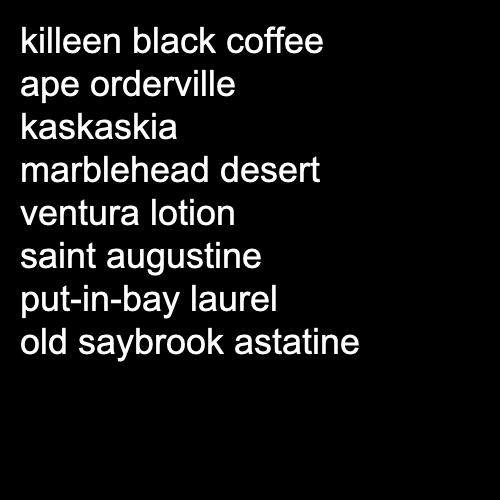 killeen black coffee
ape orderville
kaskaskia
marblehead desert
ventura lotion
saint augustine
put-in-bay laurel
old saybrook astatine